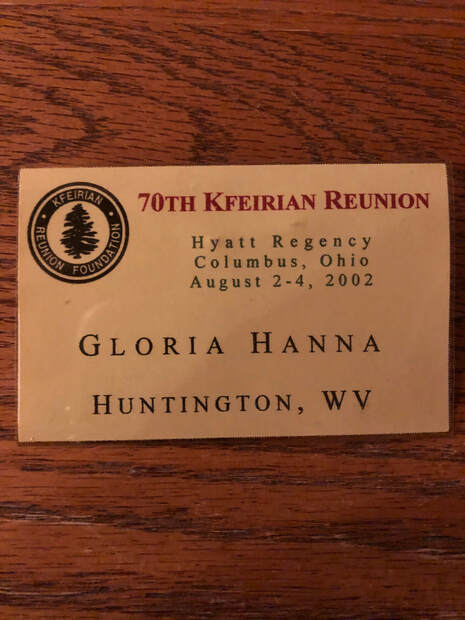 KFEIRIAN
REUNION FOUNDATION
70TH KFEIRIAN REUNION
Hyatt Regency
Columbus, Ohio
August 2-4, 2002
GLORIA HANNA
HUNTINGTON, WV